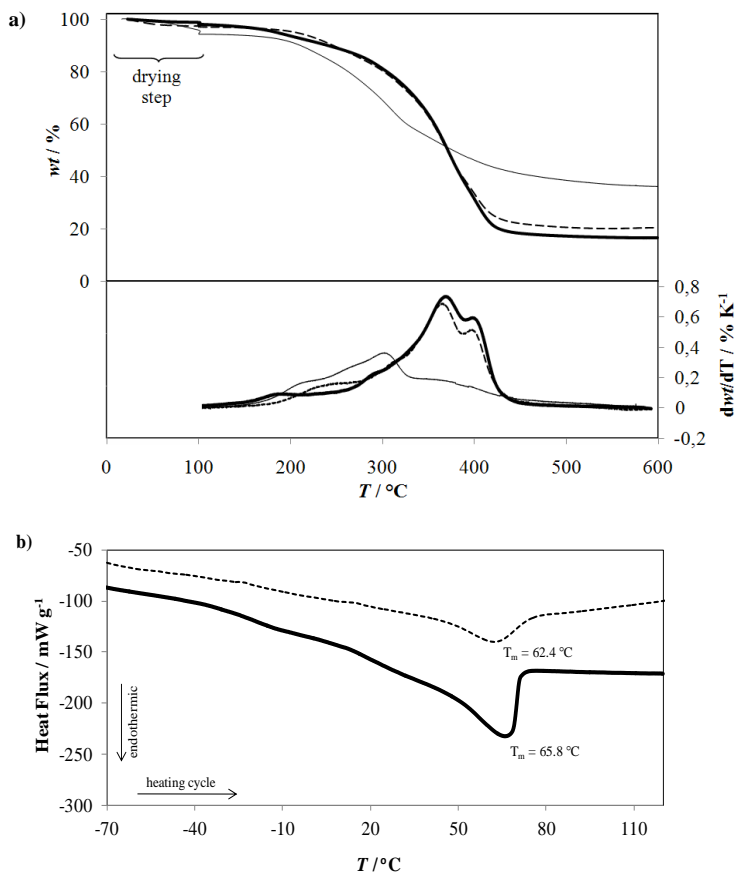 a)
100
80
60
40
20
0
wt / %
drying
step
0,8
0,6
0,4
0,2
0
-0,2
dwt/dT / % K⁻¹
0 100 200 300 400 500 600
T / °C
b)
-50
-100
-150
-200
-250
-300
Heat Flux / mW g⁻¹
endothermic
heating cycle
Tₘ = 62.4 °C
Tₘ = 65.8 °C
-70 -40 -10 20 50 80 110
T /°C